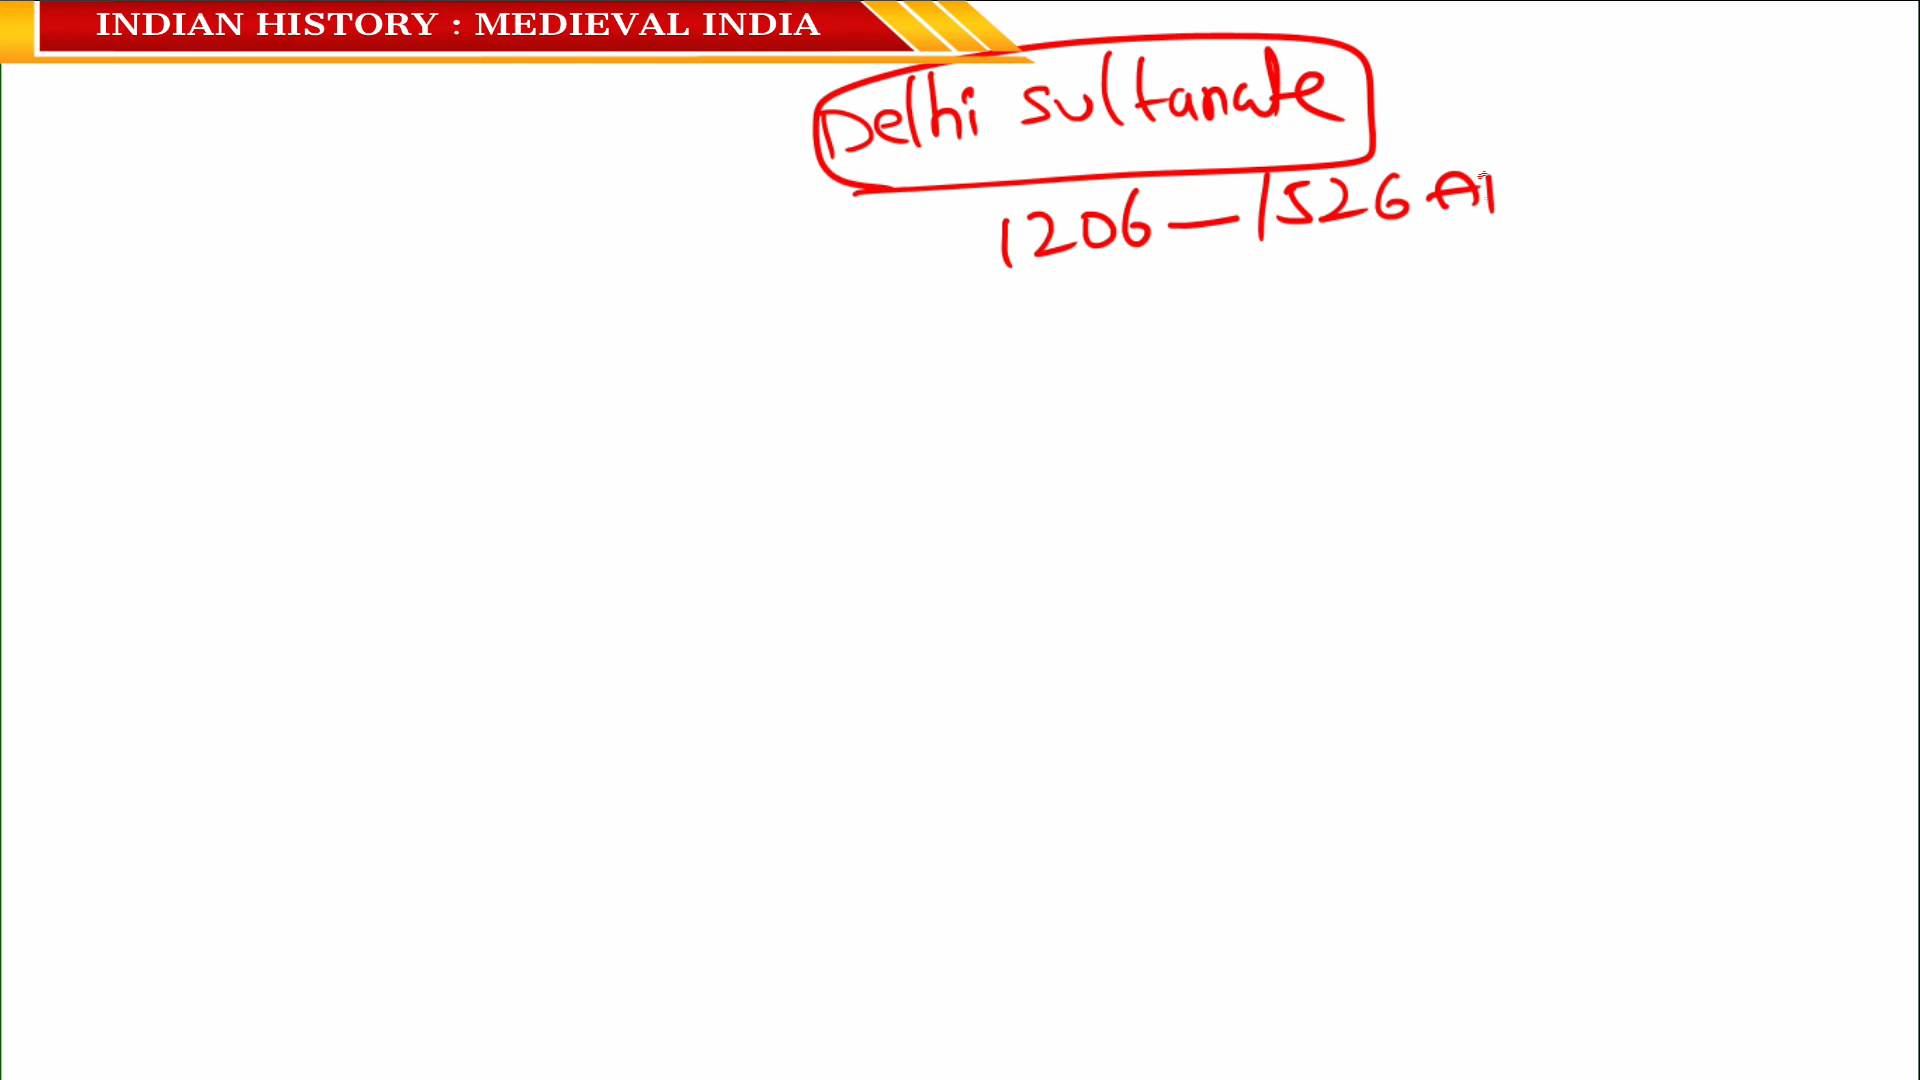 INDIAN HISTORY : MEDIEVAL INDIA
Delhi sultanate
1206 — 1526 A